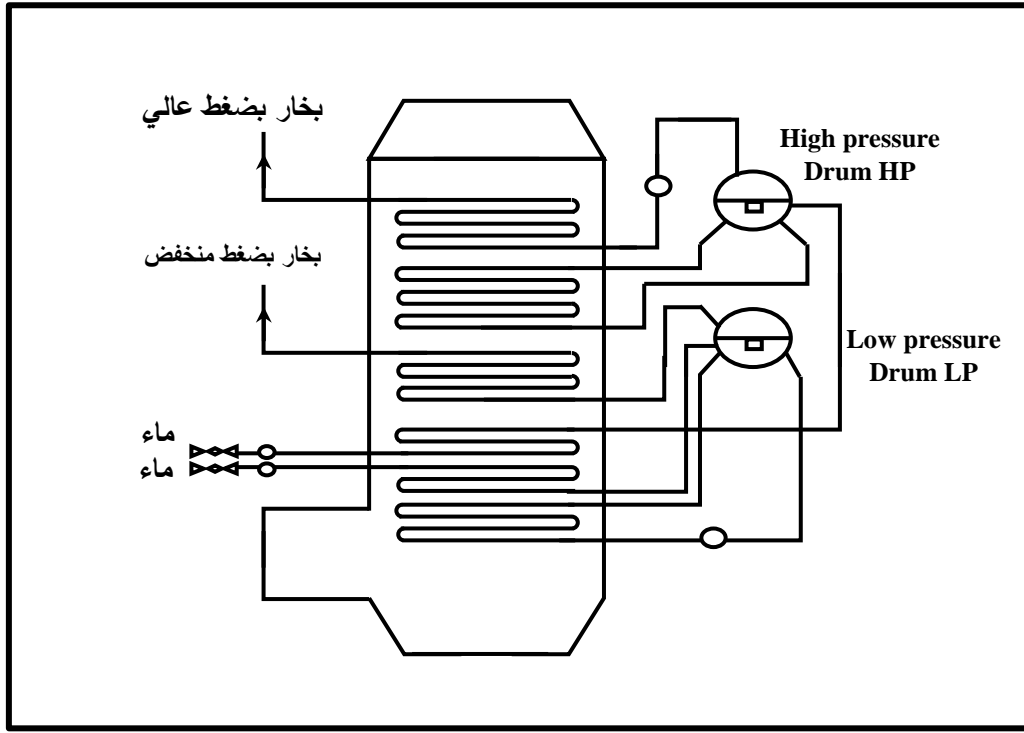 بخار بضغط عالي
High pressure
Drum HP
بخار بضغط منخفض
Low pressure
Drum LP
ماء
ماء